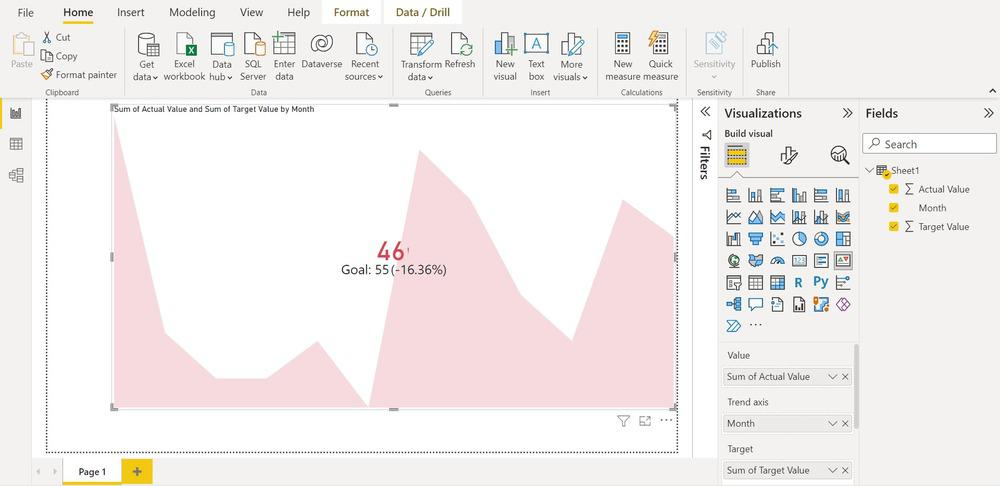 File Home Insert Modeling View Help Format Data / Drill
Paste
Cut
Copy
Format painter
Clipboard
Get data
Excel workbook
Data hub
SQL Server
Enter data
Dataverse
Recent sources
Data
Transform data
Refresh
Queries
New visual
Text box
More visuals
Insert
New measure
Quick measure
Calculations
Sensitivity
Sensitivity
Publish
Share
Sum of Actual Value and Sum of Target Value by Month
46!
Goal: 55 (-16.36%)
Filters
Visualizations
Build visual
123
R Py
Value
Sum of Actual Value
Trend axis
Month
Target
Sum of Target Value
Fields
Search
Sheet1
Actual Value
Month
Target Value
Page 1